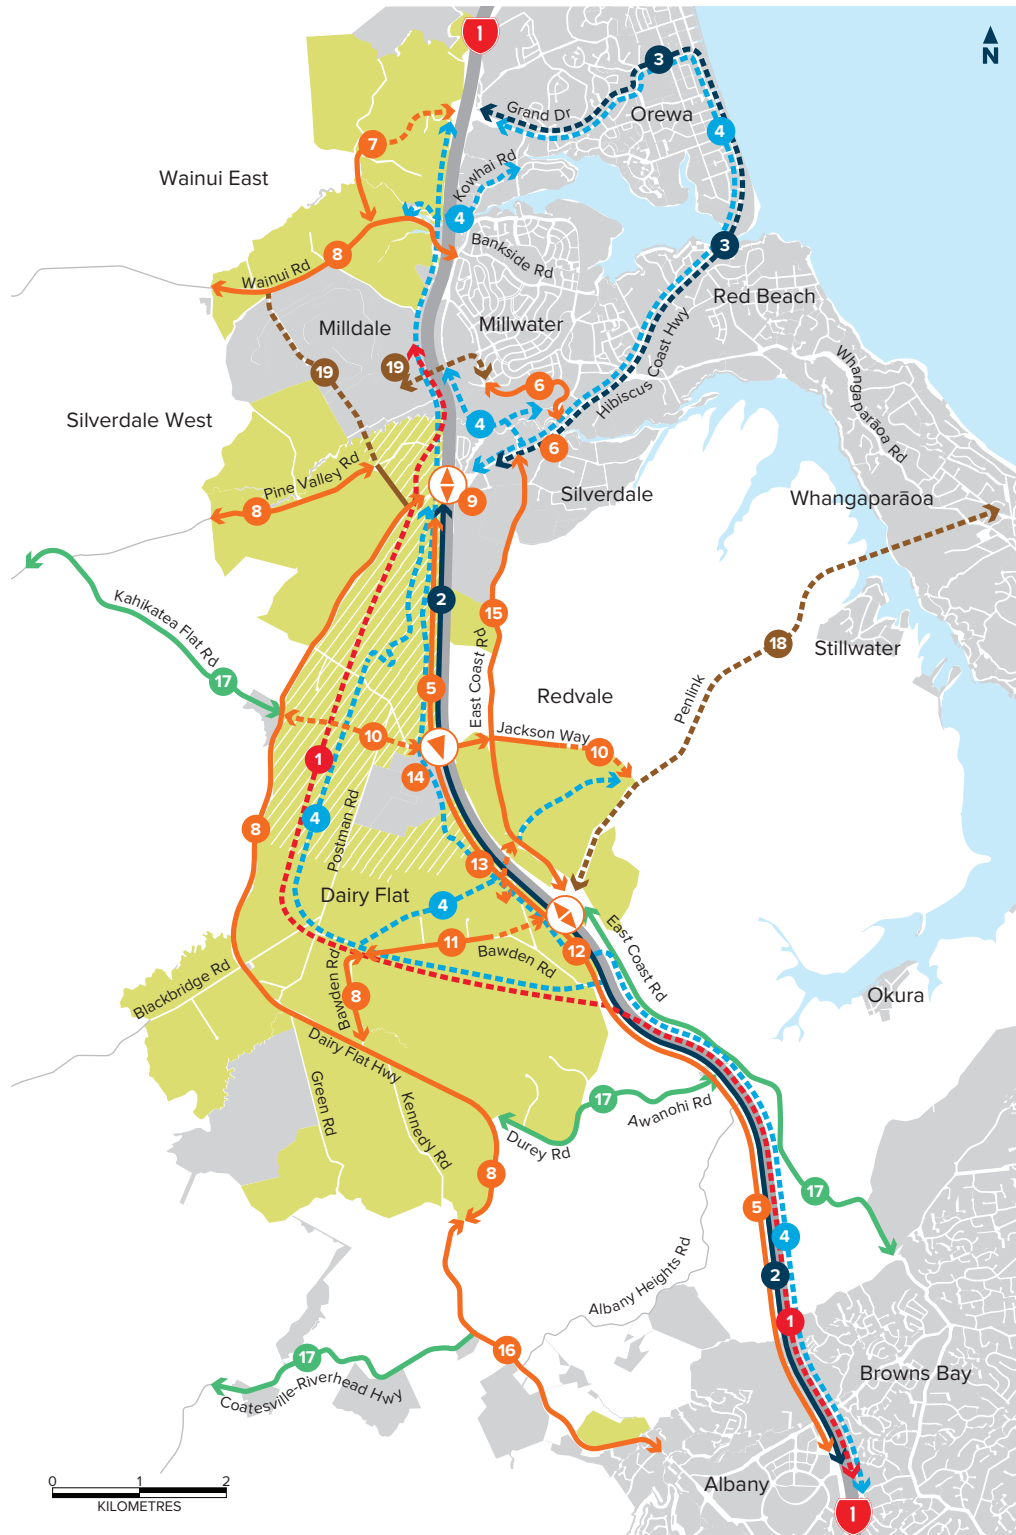 1
N
3
Grand Dr
Orewa
4
7
Kowhai Rd
Wainui East
4
3
Bankside Rd
8
Wainui Rd
Red Beach
Milldale
Millwater
Hibiscus Coast Hwy
Whangaparāoa Rd
19
19
6
4
Silverdale West
6
Pine Valley Rd
Silverdale
Whangaparāoa
9
8
2
Kahikatea Flat Rd
15
18
East Coast Rd
Stillwater
17
5
Redvale
Penlink
10
Jackson Way
10
1
14
4
Postman Rd
8
13
Dairy Flat
4
11
Bawden Rd
12
East Coast Rd
Bawden Rd
8
Blackbridge Rd
Okura
Dairy Flat Hwy
Green Rd
Kennedy Rd
17
Awanohi Rd
Durey Rd
8
17
5
4
2
Albany Heights Rd
1
16
17
Coatesville-Riverhead Hwy
Browns Bay
Albany
0 1 2
KILOMETRES
1